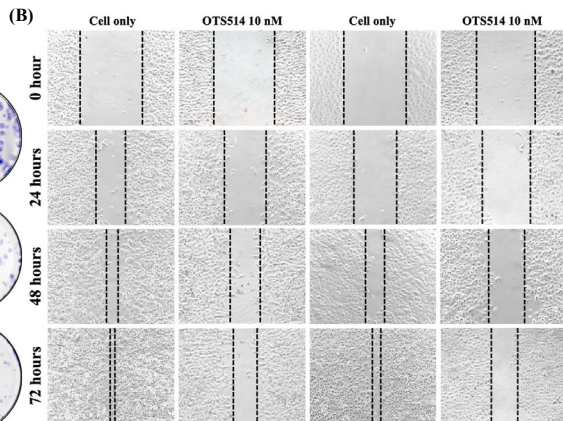 (B)
Cell only OTS514 10 nM Cell only OTS514 10 nM
0 hour
24 hours
48 hours
72 hours